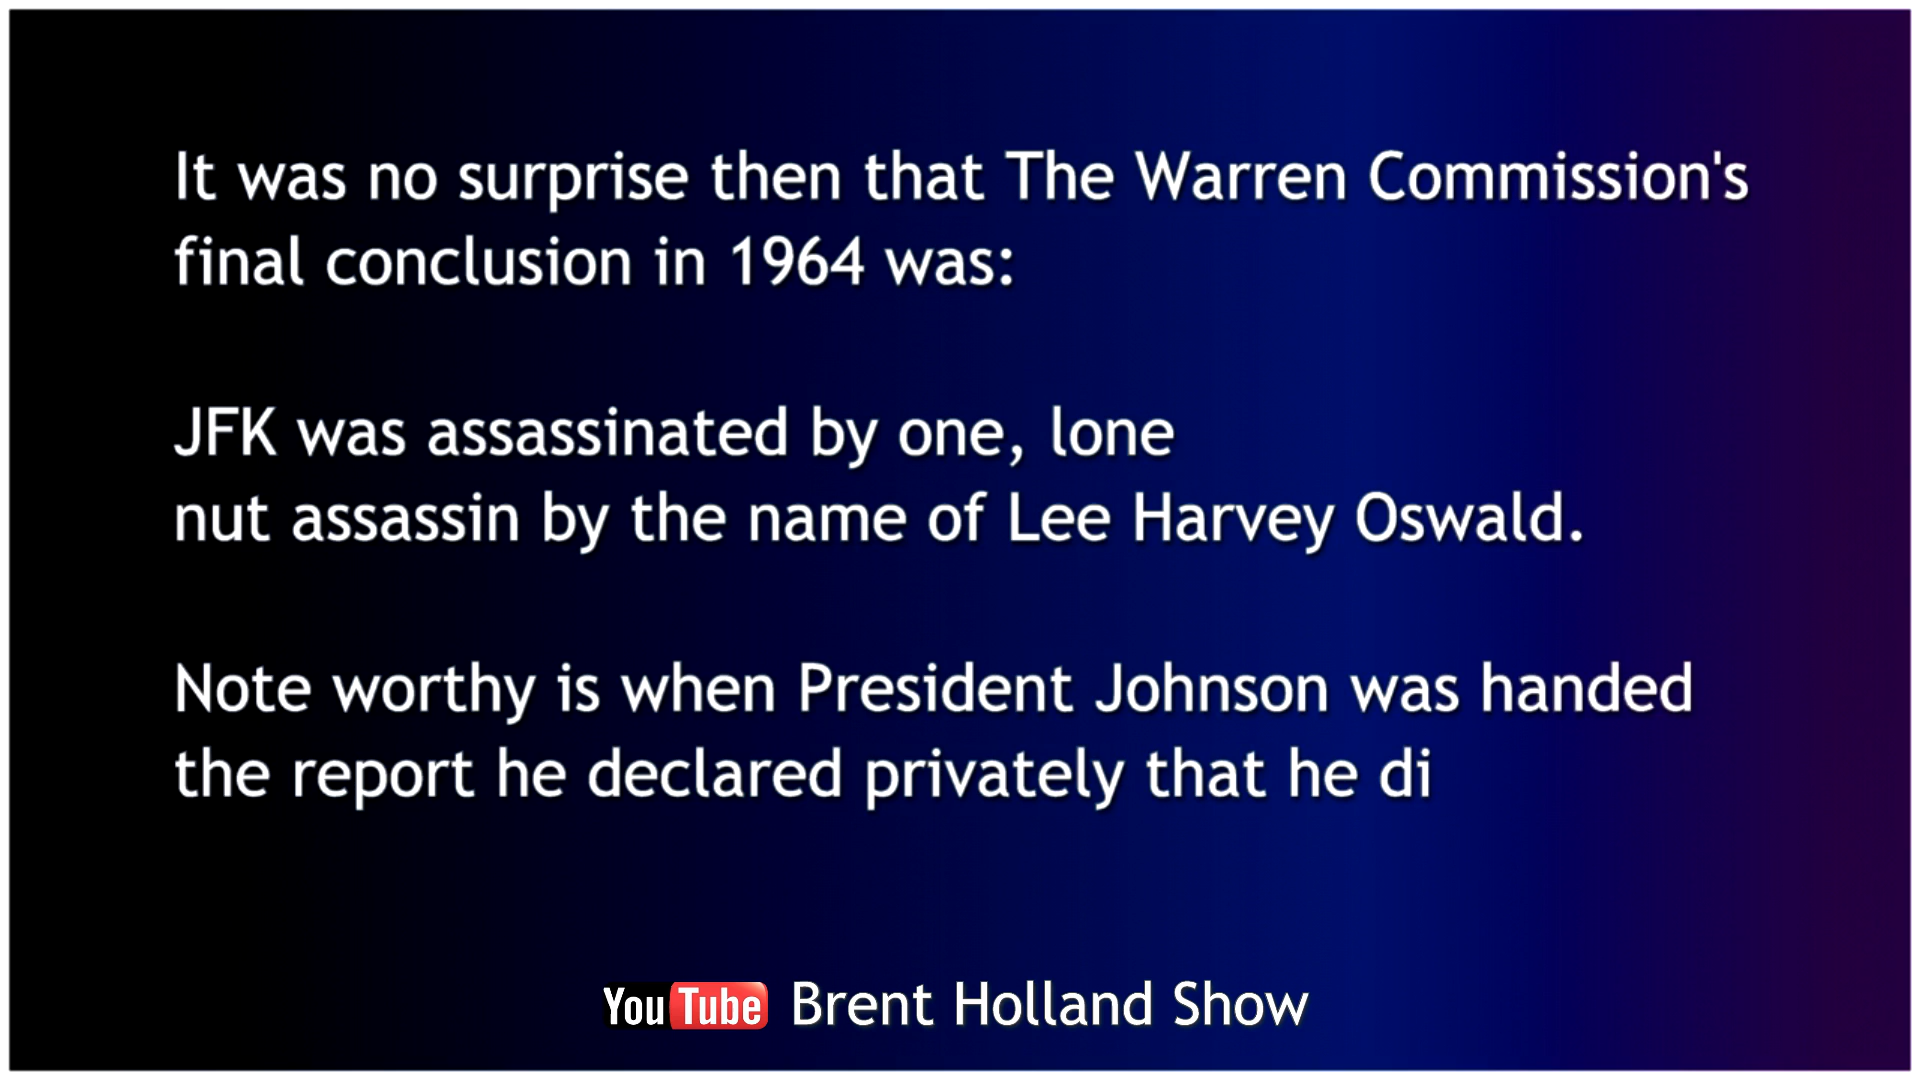 It was no surprise then that The Warren Commission's
final conclusion in 1964 was:
JFK was assassinated by one, lone
nut assassin by the name of Lee Harvey Oswald.
Note worthy is when President Johnson was handed
the report he declared privately that he di
YouTube Brent Holland Show